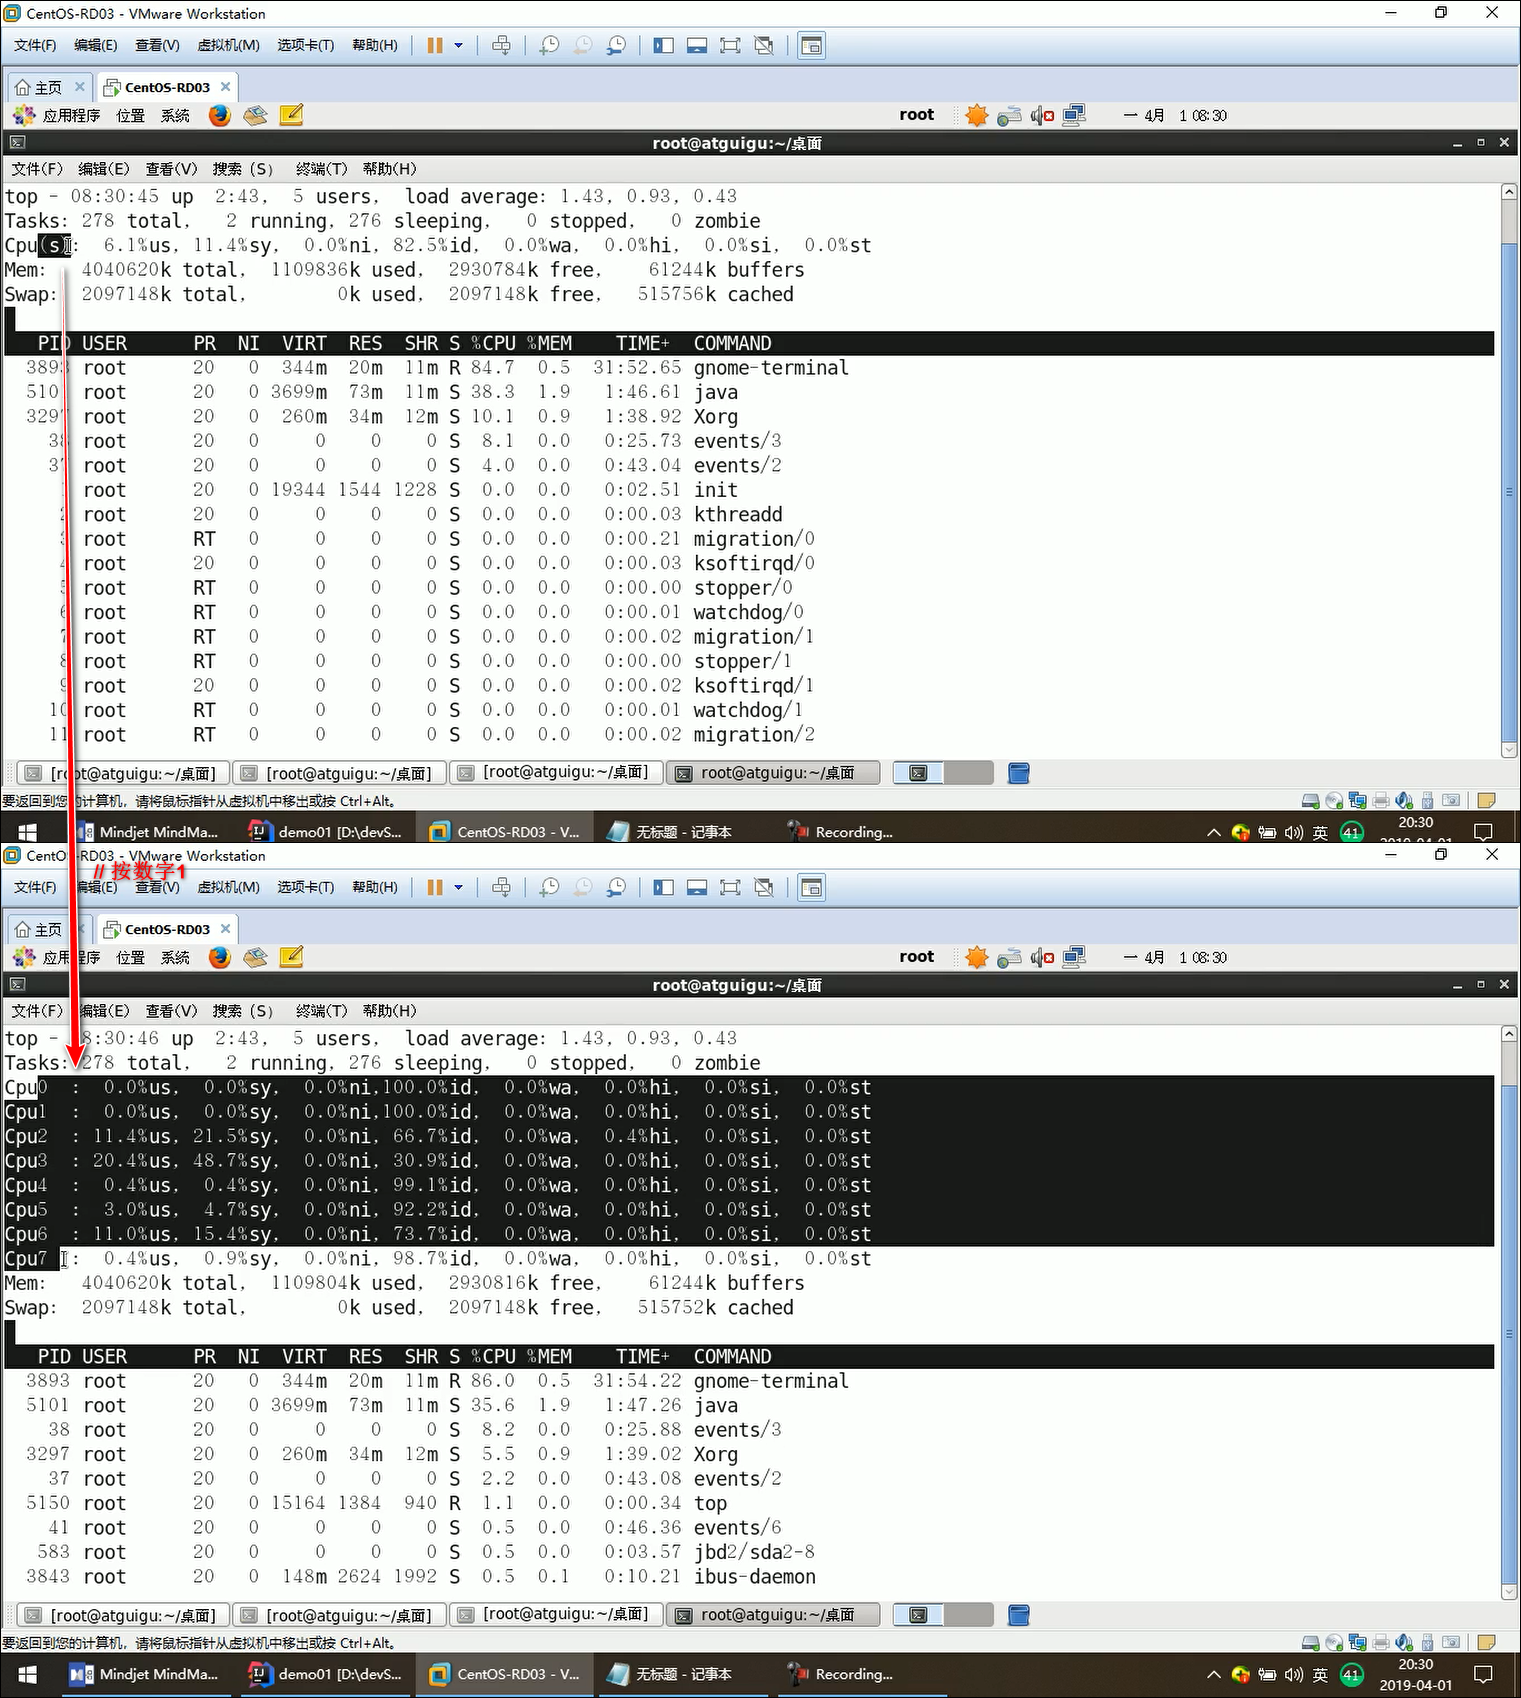 CentOS-RD03 - VMware Workstation
文件(F) 编辑(E) 查看(V) 虚拟机(M) 选项卡(T) 帮助(H)
主页 CentOS-RD03
应用程序 位置 系统 root 一 4月 1 08:30
root@atguigu:~/桌面
文件(F) 编辑(E) 查看(V) 搜索 (S) 终端(T) 帮助(H)
top - 08:30:45 up 2:43, 5 users, load average: 1.43, 0.93, 0.43
Tasks: 278 total, 2 running, 276 sleeping, 0 stopped, 0 zombie
Cpu(s): 6.1%us, 11.4%sy, 0.0%ni, 82.5%id, 0.0%wa, 0.0%hi, 0.0%si, 0.0%st
Mem: 4040620k total, 1109836k used, 2930784k free, 61244k buffers
Swap: 2097148k total, 0k used, 2097148k free, 515756k cached
PID USER PR NI VIRT RES SHR S %CPU %MEM TIME+ COMMAND
3893 root 20 0 344m 20m 11m R 84.7 0.5 31:52.65 gnome-terminal
5101 root 20 0 3699m 73m 11m S 38.3 1.9 1:46.61 java
3297 root 20 0 260m 34m 12m S 10.1 0.9 1:38.92 Xorg
38 root 20 0 0 0 0 S 8.1 0.0 0:25.73 events/3
37 root 20 0 0 0 0 S 4.0 0.0 0:43.04 events/2
1 root 20 0 19344 1544 1228 S 0.0 0.0 0:02.51 init
2 root 20 0 0 0 0 S 0.0 0.0 0:00.03 kthreadd
3 root RT 0 0 0 0 S 0.0 0.0 0:00.21 migration/0
4 root 20 0 0 0 0 S 0.0 0.0 0:00.03 ksoftirqd/0
5 root RT 0 0 0 0 S 0.0 0.0 0:00.00 stopper/0
6 root RT 0 0 0 0 S 0.0 0.0 0:00.01 watchdog/0
7 root RT 0 0 0 0 S 0.0 0.0 0:00.02 migration/1
8 root RT 0 0 0 0 S 0.0 0.0 0:00.00 stopper/1
9 root 20 0 0 0 0 S 0.0 0.0 0:00.02 ksoftirqd/1
10 root RT 0 0 0 0 S 0.0 0.0 0:00.01 watchdog/1
11 root RT 0 0 0 0 S 0.0 0.0 0:00.02 migration/2
[root@atguigu:~/桌面] [root@atguigu:~/桌面] [root@atguigu:~/桌面] root@atguigu:~/桌面
要返回到您的计算机，请将鼠标指针从虚拟机中移出或按 Ctrl+Alt。
Mindjet MindMa... demo01 [D:\devS... CentOS-RD03 - V... 无标题 - 记事本 Recording... 英 41 20:30
2019-04-01
CentOS-RD03 - VMware Workstation
// 按数字1
文件(F) 编辑(E) 查看(V) 虚拟机(M) 选项卡(T) 帮助(H)
主页 CentOS-RD03
应用程序 位置 系统 root 一 4月 1 08:30
root@atguigu:~/桌面
文件(F) 编辑(E) 查看(V) 搜索 (S) 终端(T) 帮助(H)
top - 08:30:46 up 2:43, 5 users, load average: 1.43, 0.93, 0.43
Tasks: 278 total, 2 running, 276 sleeping, 0 stopped, 0 zombie
Cpu0 : 0.0%us, 0.0%sy, 0.0%ni,100.0%id, 0.0%wa, 0.0%hi, 0.0%si, 0.0%st
Cpu1 : 0.0%us, 0.0%sy, 0.0%ni,100.0%id, 0.0%wa, 0.0%hi, 0.0%si, 0.0%st
Cpu2 : 11.4%us, 21.5%sy, 0.0%ni, 66.7%id, 0.0%wa, 0.4%hi, 0.0%si, 0.0%st
Cpu3 : 20.4%us, 48.7%sy, 0.0%ni, 30.9%id, 0.0%wa, 0.0%hi, 0.0%si, 0.0%st
Cpu4 : 0.4%us, 0.4%sy, 0.0%ni, 99.1%id, 0.0%wa, 0.0%hi, 0.0%si, 0.0%st
Cpu5 : 3.0%us, 4.7%sy, 0.0%ni, 92.2%id, 0.0%wa, 0.0%hi, 0.0%si, 0.0%st
Cpu6 : 11.0%us, 15.4%sy, 0.0%ni, 73.7%id, 0.0%wa, 0.0%hi, 0.0%si, 0.0%st
Cpu7 : 0.4%us, 0.9%sy, 0.0%ni, 98.7%id, 0.0%wa, 0.0%hi, 0.0%si, 0.0%st
Mem: 4040620k total, 1109804k used, 2930816k free, 61244k buffers
Swap: 2097148k total, 0k used, 2097148k free, 515752k cached
PID USER PR NI VIRT RES SHR S %CPU %MEM TIME+ COMMAND
3893 root 20 0 344m 20m 11m R 86.0 0.5 31:54.22 gnome-terminal
5101 root 20 0 3699m 73m 11m S 35.6 1.9 1:47.26 java
38 root 20 0 0 0 0 S 8.2 0.0 0:25.88 events/3
3297 root 20 0 260m 34m 12m S 5.5 0.9 1:39.02 Xorg
37 root 20 0 0 0 0 S 2.2 0.0 0:43.08 events/2
5150 root 20 0 15164 1384 940 R 1.1 0.0 0:00.34 top
41 root 20 0 0 0 0 S 0.5 0.0 0:46.36 events/6
583 root 20 0 0 0 0 S 0.5 0.0 0:03.57 jbd2/sda2-8
3843 root 20 0 148m 2624 1992 S 0.5 0.1 0:10.21 ibus-daemon
[root@atguigu:~/桌面] [root@atguigu:~/桌面] [root@atguigu:~/桌面] root@atguigu:~/桌面
要返回到您的计算机，请将鼠标指针从虚拟机中移出或按 Ctrl+Alt。
Mindjet MindMa... demo01 [D:\devS... CentOS-RD03 - V... 无标题 - 记事本 Recording... 英 41 20:30
2019-04-01